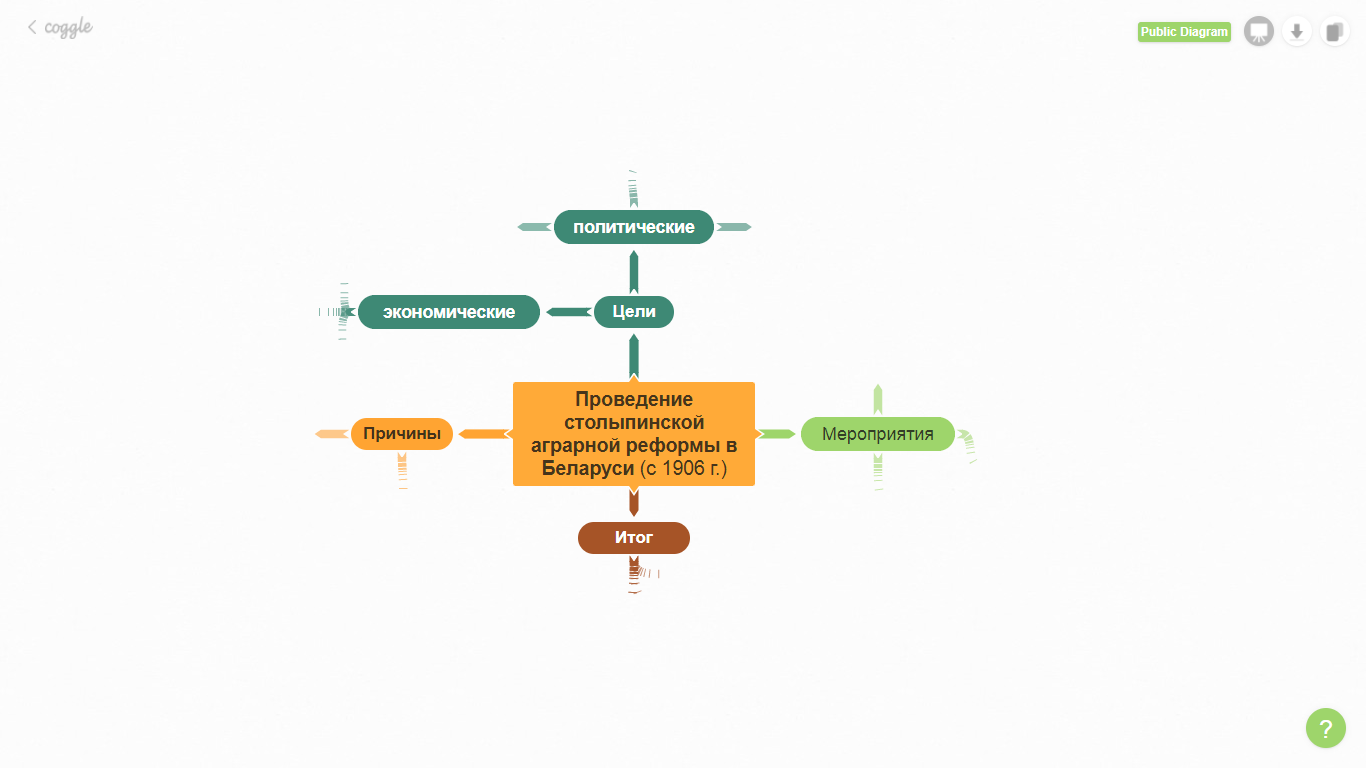 coggle
Public Diagram
политические
экономические
Цели
Проведение
столыпинской
аграрной реформы в
Беларуси (с 1906 г.)
Причины
Мероприятия
Итог
?